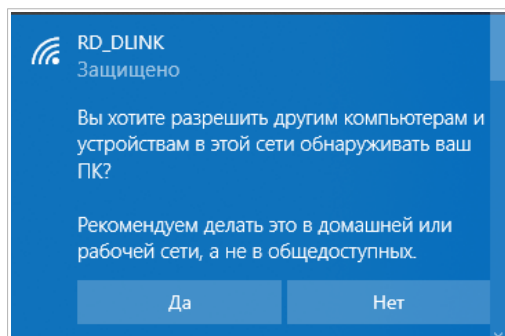 RD_DLINK
Защищено
Вы хотите разрешить другим компьютерам и
устройствам в этой сети обнаруживать ваш
ПК?
Рекомендуем делать это в домашней или
рабочей сети, а не в общедоступных.
Да
Нет